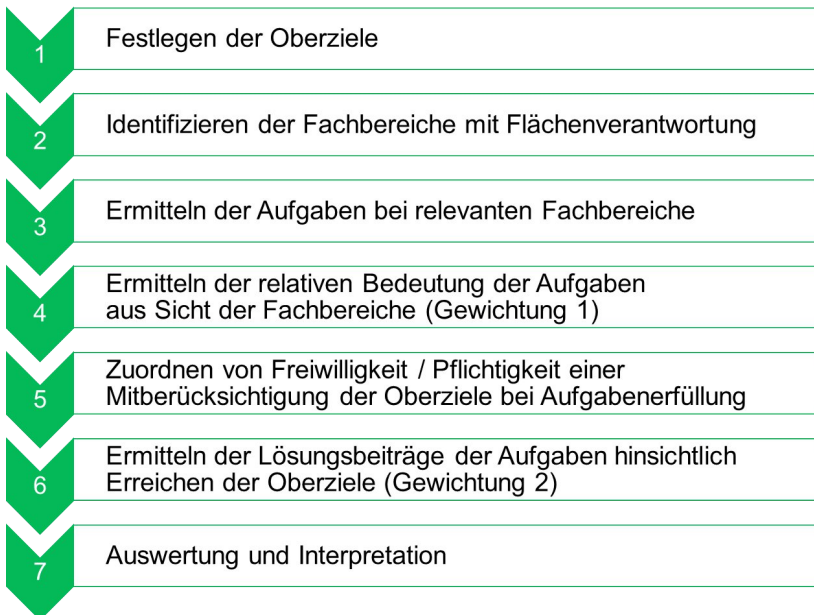 1
Festlegen der Oberziele
2
Identifizieren der Fachbereiche mit Flächenverantwortung
3
Ermitteln der Aufgaben bei relevanten Fachbereiche
4
Ermitteln der relativen Bedeutung der Aufgaben
aus Sicht der Fachbereiche (Gewichtung 1)
5
Zuordnen von Freiwilligkeit / Pflichtigkeit einer
Mitberücksichtigung der Oberziele bei Aufgabenerfüllung
6
Ermitteln der Lösungsbeiträge der Aufgaben hinsichtlich
Erreichen der Oberziele (Gewichtung 2)
7
Auswertung und Interpretation